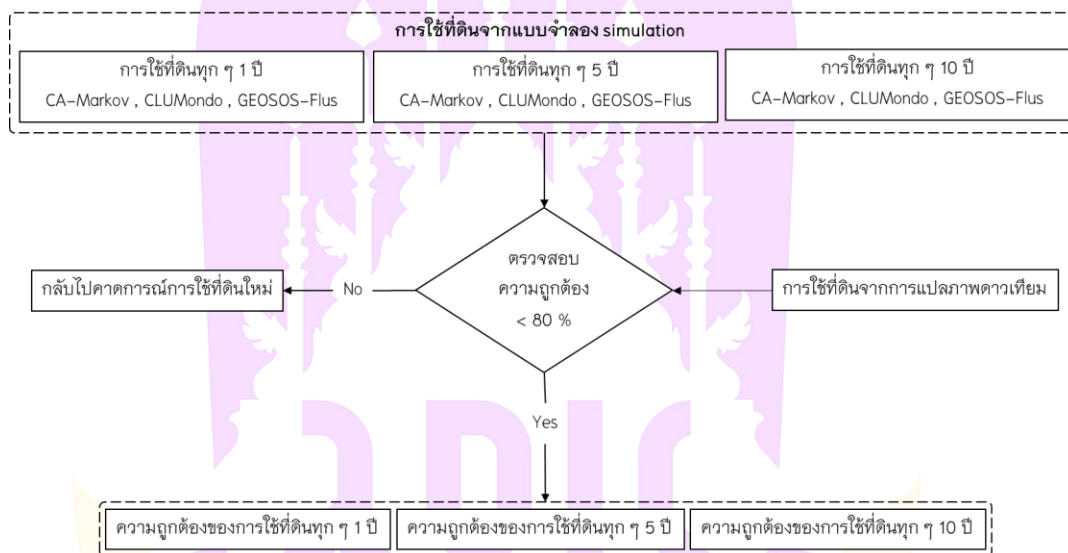 การใช้ที่ดินจากแบบจำลอง simulation
การใช้ที่ดินทุก ๆ 1 ปี
CA-Markov , CLUMondo , GEOSOS-Flus
การใช้ที่ดินทุก ๆ 5 ปี
CA-Markov , CLUMondo , GEOSOS-Flus
การใช้ที่ดินทุก ๆ 10 ปี
CA-Markov , CLUMondo , GEOSOS-Flus
ตรวจสอบ
ความถูกต้อง
< 80 %
กลับไปคาดการณ์การใช้ที่ดินใหม่
No
การใช้ที่ดินจากการแปลภาพดาวเทียม
Yes
ความถูกต้องของการใช้ที่ดินทุก ๆ 1 ปี
ความถูกต้องของการใช้ที่ดินทุก ๆ 5 ปี
ความถูกต้องของการใช้ที่ดินทุก ๆ 10 ปี